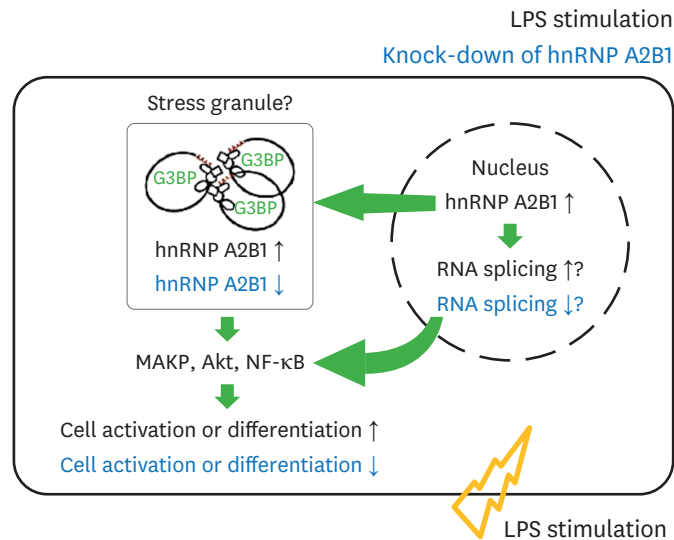 LPS stimulation
Knock-down of hnRNP A2B1
Stress granule?
G3BP
G3BP
G3BP
hnRNP A2B1 ↑
hnRNP A2B1 ↓
Nucleus
hnRNP A2B1 ↑
RNA splicing ↑?
RNA splicing ↓?
MAKP, Akt, NF-κB
Cell activation or differentiation ↑
Cell activation or differentiation ↓
LPS stimulation